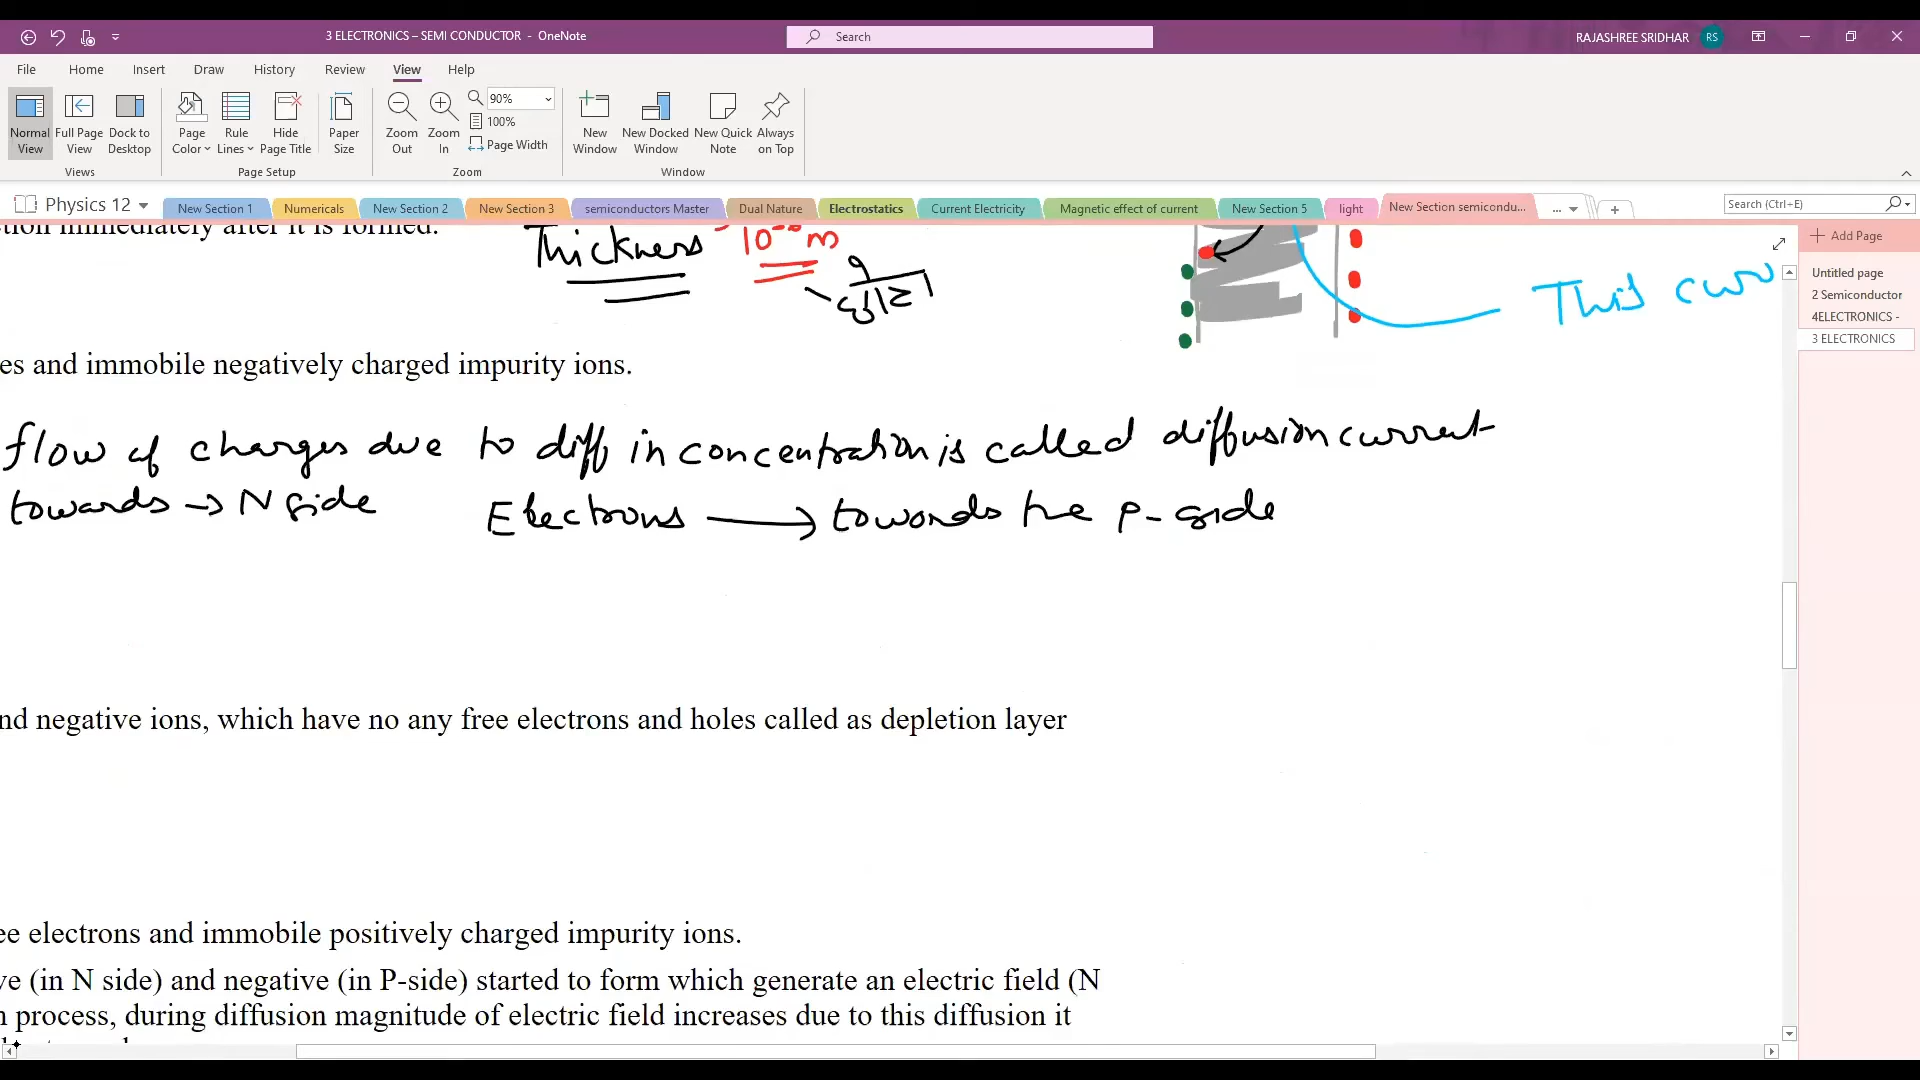 3 ELECTRONICS – SEMI CONDUCTOR - OneNote
Search
RAJASHREE SRIDHAR RS
File Home Insert Draw History Review View Help
Normal View
Full Page View
Dock to Desktop
Page Color
Rule Lines
Hide Page Title
Paper Size
Zoom Out
Zoom In
90%
100%
Page Width
New Window
New Docked Window
New Quick Note
Always on Top
Views Page Setup Zoom Window
Physics 12 New Section 1 Numericals New Section 2 New Section 3 semiconductors Master Dual Nature Electrostatics Current Electricity Magnetic effect of current New Section 5 light New Section semicondu... ...
Search (Ctrl+E)
Add Page
Untitled page
2 Semiconductor
4ELECTRONICS -
3 ELECTRONICS
ction immediately after it is formed.
Thickness
m
This curr
es and immobile negatively charged impurity ions.
flow of charges due to diff in concentration is called diffusion current
towards → N side Electrons → towards the p-side
nd negative ions, which have no any free electrons and holes called as depletion layer
ee electrons and immobile positively charged impurity ions.
ve (in N side) and negative (in P-side) started to form which generate an electric field (N
n process, during diffusion magnitude of electric field increases due to this diffusion it